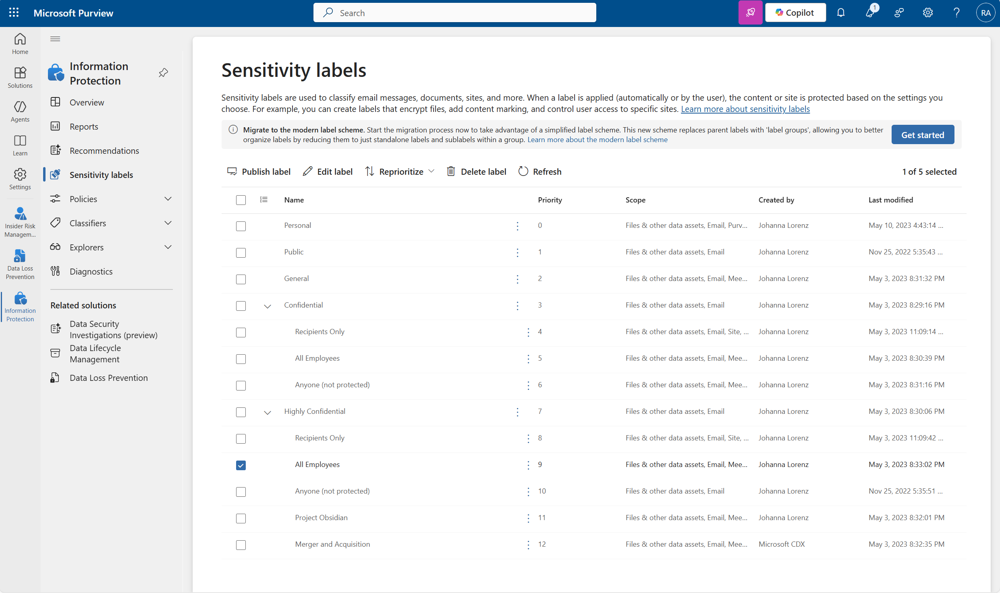 Microsoft Purview
Search
Copilot
1
RA
Home
Solutions
Agents
Learn
Settings
Insider Risk
Managem...
Data Loss
Prevention
Information
Protection
Information
Protection
Overview
Reports
Recommendations
Sensitivity labels
Policies
Classifiers
Explorers
Diagnostics
Related solutions
Data Security
Investigations (preview)
Data Lifecycle
Management
Data Loss Prevention
Sensitivity labels
Sensitivity labels are used to classify email messages, documents, sites, and more. When a label is applied (automatically or by the user), the content or site is protected based on the settings you
choose. For example, you can create labels that encrypt files, add content marking, and control user access to specific sites. Learn more about sensitivity labels
Migrate to the modern label scheme. Start the migration process now to take advantage of a simplified label scheme. This new scheme replaces parent labels with 'label groups', allowing you to better
organize labels by reducing them to just standalone labels and sublabels within a group. Learn more about the modern label scheme
Get started
Publish label Edit label Reprioritize Delete label Refresh 1 of 5 selected
Name Priority Scope Created by Last modified
Personal 0 Files & other data assets, Email, Purv... Johanna Lorenz May 10, 2023 4:43:14 ...
Public 1 Files & other data assets, Email Johanna Lorenz Nov 25, 2022 5:35:43 ...
General 2 Files & other data assets, Email, Mee... Johanna Lorenz May 3, 2023 8:31:32 PM
Confidential 3 Files & other data assets, Email Johanna Lorenz May 3, 2023 8:29:16 PM
Recipients Only 4 Files & other data assets, Email, Site, ... Johanna Lorenz May 3, 2023 11:09:14 ...
All Employees 5 Files & other data assets, Email, Mee... Johanna Lorenz May 3, 2023 8:30:39 PM
Anyone (not protected) 6 Files & other data assets, Email, Mee... Johanna Lorenz May 3, 2023 8:31:16 PM
Highly Confidential 7 Files & other data assets, Email Johanna Lorenz May 3, 2023 8:30:06 PM
Recipients Only 8 Files & other data assets, Email, Site, ... Johanna Lorenz May 3, 2023 11:09:42 ...
All Employees 9 Files & other data assets, Email, Mee... Johanna Lorenz May 3, 2023 8:33:02 PM
Anyone (not protected) 10 Files & other data assets, Email Johanna Lorenz Nov 25, 2022 5:35:51 ...
Project Obsidian 11 Files & other data assets, Email, Mee... Johanna Lorenz May 3, 2023 8:32:01 PM
Merger and Acquisition 12 Files & other data assets, Email, Mee... Microsoft CDX May 3, 2023 8:32:35 PM